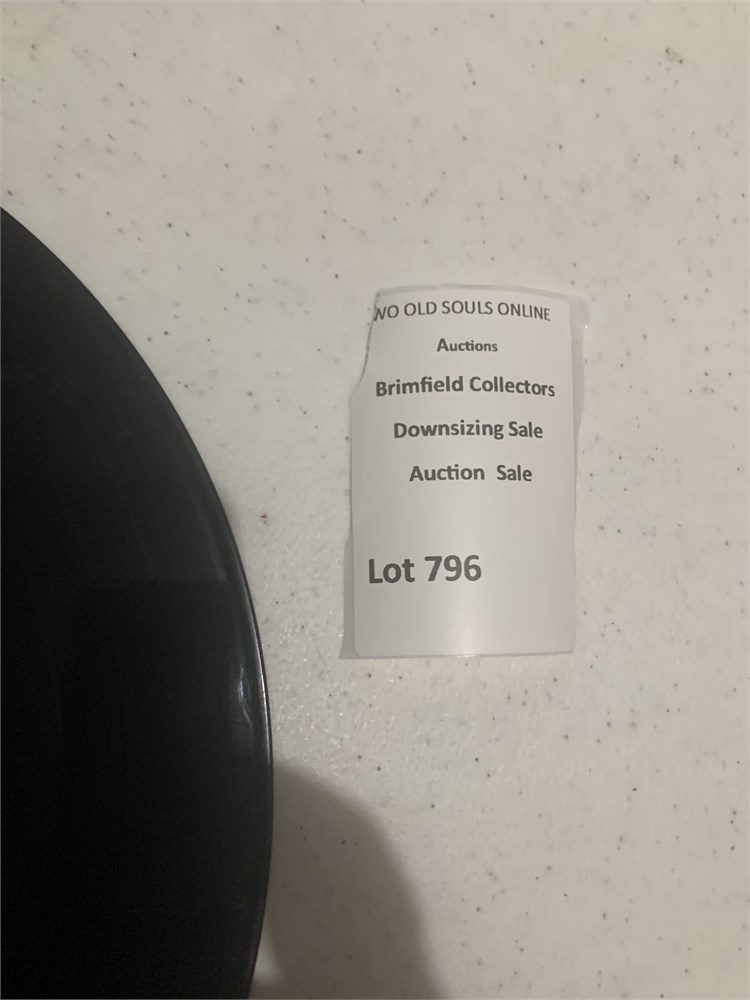 WO OLD SOULS ONLINE
Auctions
Brimfield Collectors
Downsizing Sale
Auction Sale
Lot 796